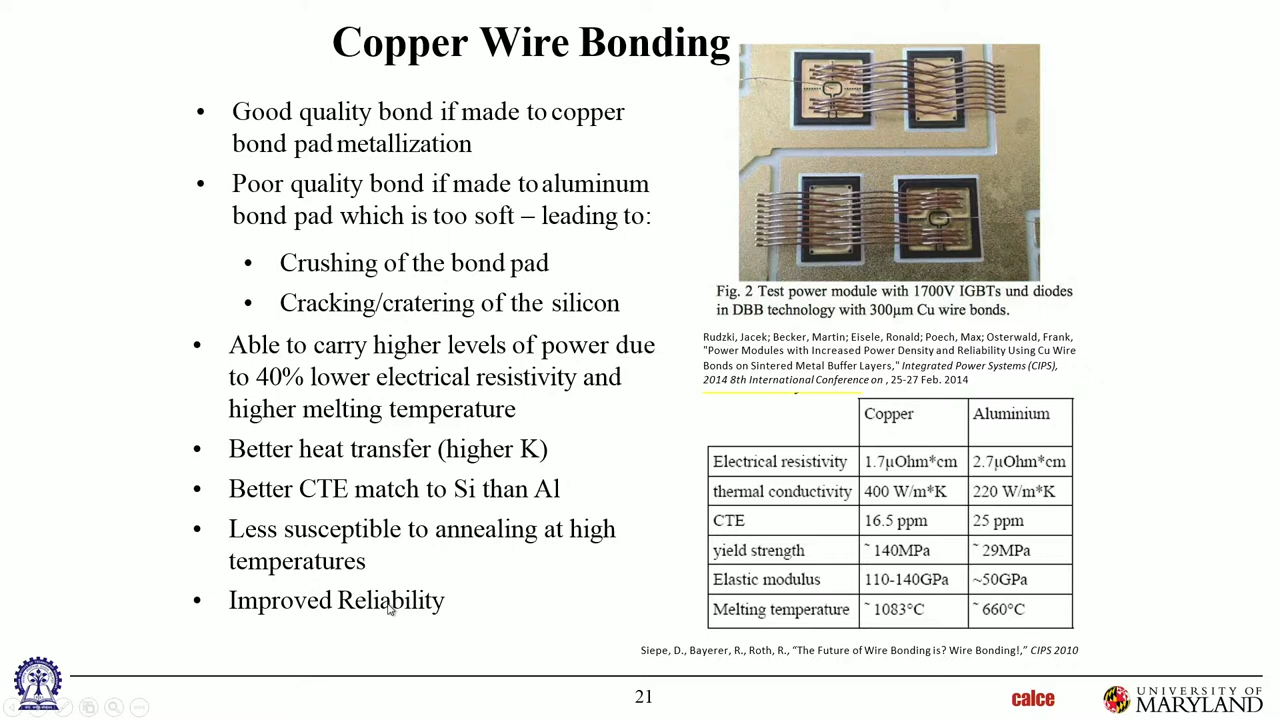 Copper Wire Bonding
• Good quality bond if made to copper
bond pad metallization
• Poor quality bond if made to aluminum
bond pad which is too soft – leading to:
• Crushing of the bond pad
• Cracking/cratering of the silicon
• Able to carry higher levels of power due
to 40% lower electrical resistivity and
higher melting temperature
• Better heat transfer (higher K)
• Better CTE match to Si than Al
• Less susceptible to annealing at high
temperatures
• Improved Reliability
Fig. 2 Test power module with 1700V IGBTs und diodes
in DBB technology with 300µm Cu wire bonds.
Rudzki, Jacek; Becker, Martin; Eisele, Ronald; Poech, Max; Osterwald, Frank,
"Power Modules with Increased Power Density and Reliability Using Cu Wire
Bonds on Sintered Metal Buffer Layers," Integrated Power Systems (CIPS),
2014 8th International Conference on , 25-27 Feb. 2014
Copper Aluminium
Electrical resistivity 1.7µOhm*cm 2.7µOhm*cm
thermal conductivity 400 W/m*K 220 W/m*K
CTE 16.5 ppm 25 ppm
yield strength ~ 140MPa ~ 29MPa
Elastic modulus 110-140GPa ~50GPa
Melting temperature ~ 1083°C ~ 660°C
Siepe, D., Bayerer, R., Roth, R., “The Future of Wire Bonding is? Wire Bonding!,” CIPS 2010
21
calce
UNIVERSITY OF
MARYLAND